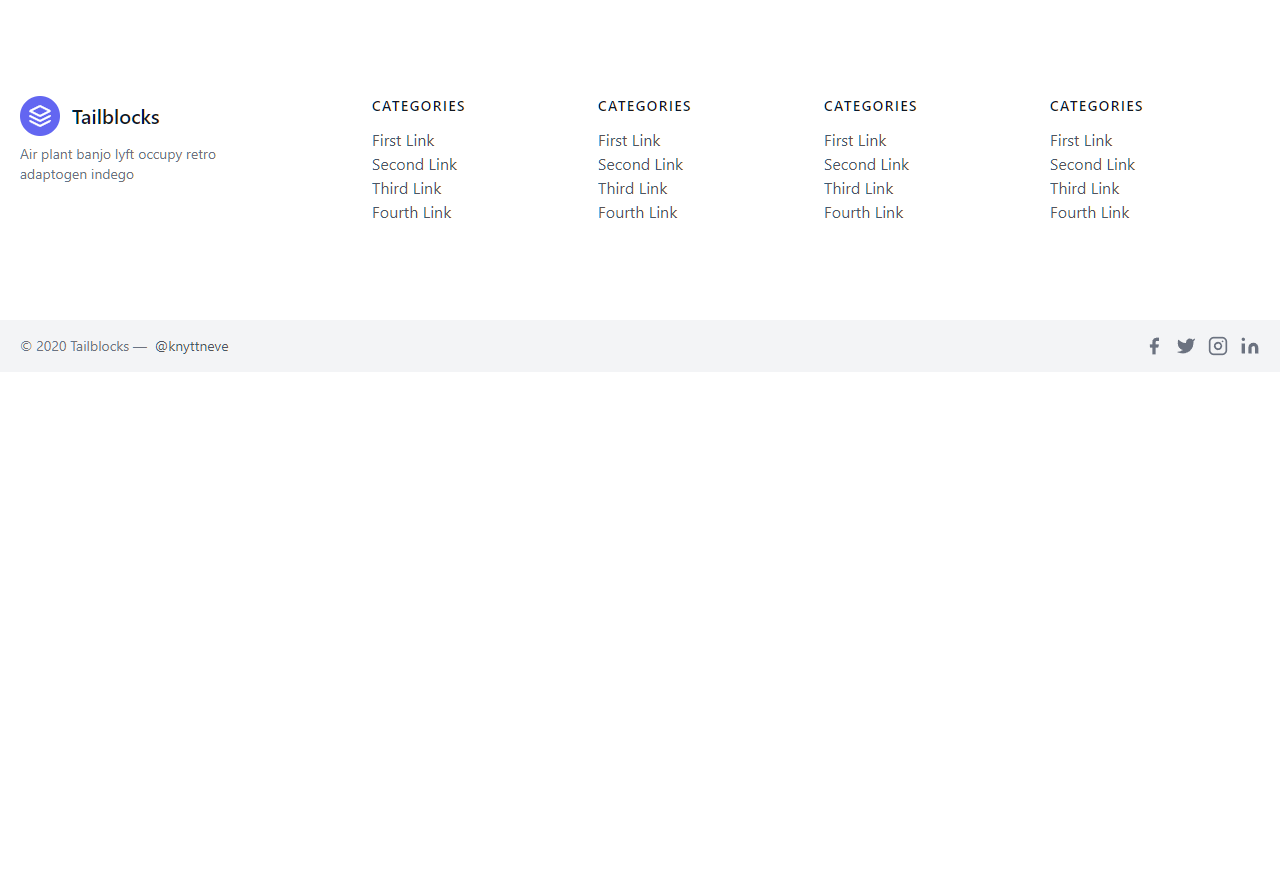 Tailblocks
Air plant banjo lyft occupy retro
adaptogen indego
CATEGORIES
First Link
Second Link
Third Link
Fourth Link
CATEGORIES
First Link
Second Link
Third Link
Fourth Link
CATEGORIES
First Link
Second Link
Third Link
Fourth Link
CATEGORIES
First Link
Second Link
Third Link
Fourth Link
© 2020 Tailblocks — @knyttneve